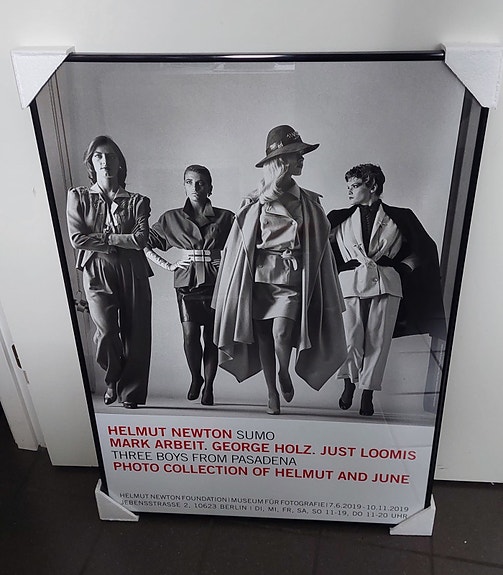 HELMUT NEWTON SUMO
MARK ARBEIT. GEORGE HOLZ. JUST LOOMIS
THREE BOYS FROM PASADENA
PHOTO COLLECTION OF HELMUT AND JUNE
HELMUT NEWTON FOUNDATION | MUSEUM FÜR FOTOGRAFIE | 7.6.2019 - 10.11.2019
JEBENSSTRASSE 2, 10623 BERLIN | DI, MI, FR, SA, SO 11-19, DO 11-20 UHR